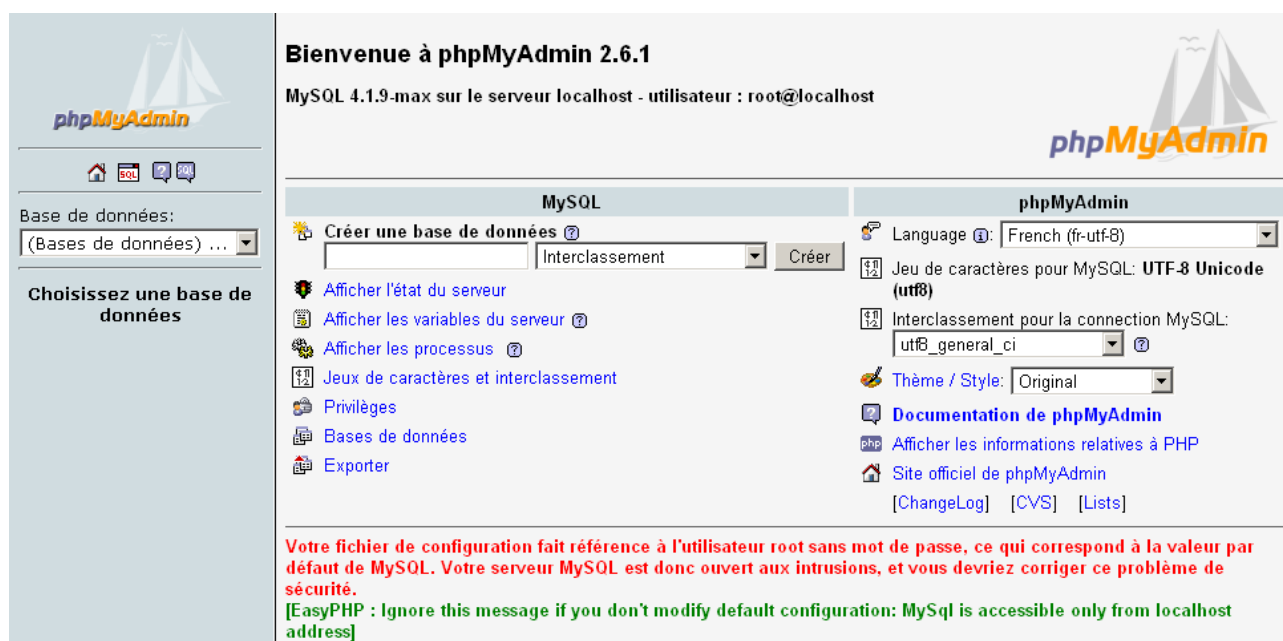 phpMyAdmin
Base de données:
(Bases de données) ...
Choisissez une base de
données
Bienvenue à phpMyAdmin 2.6.1
MySQL 4.1.9-max sur le serveur localhost - utilisateur : root@localhost
phpMyAdmin
MySQL
Créer une base de données
Interclassement Créer
Afficher l'état du serveur
Afficher les variables du serveur
Afficher les processus
Jeux de caractères et interclassement
Privilèges
Bases de données
Exporter
phpMyAdmin
Language : French (fr-utf-8)
Jeu de caractères pour MySQL: UTF-8 Unicode
(utf8)
Interclassement pour la connection MySQL:
utf8_general_ci
Thème / Style: Original
Documentation de phpMyAdmin
php Afficher les informations relatives à PHP
Site officiel de phpMyAdmin
[ChangeLog] [CVS] [Lists]
Votre fichier de configuration fait référence à l'utilisateur root sans mot de passe, ce qui correspond à la valeur par
défaut de MySQL. Votre serveur MySQL est donc ouvert aux intrusions, et vous devriez corriger ce problème de
sécurité.
[EasyPHP : Ignore this message if you don't modify default configuration: MySql is accessible only from localhost
address]